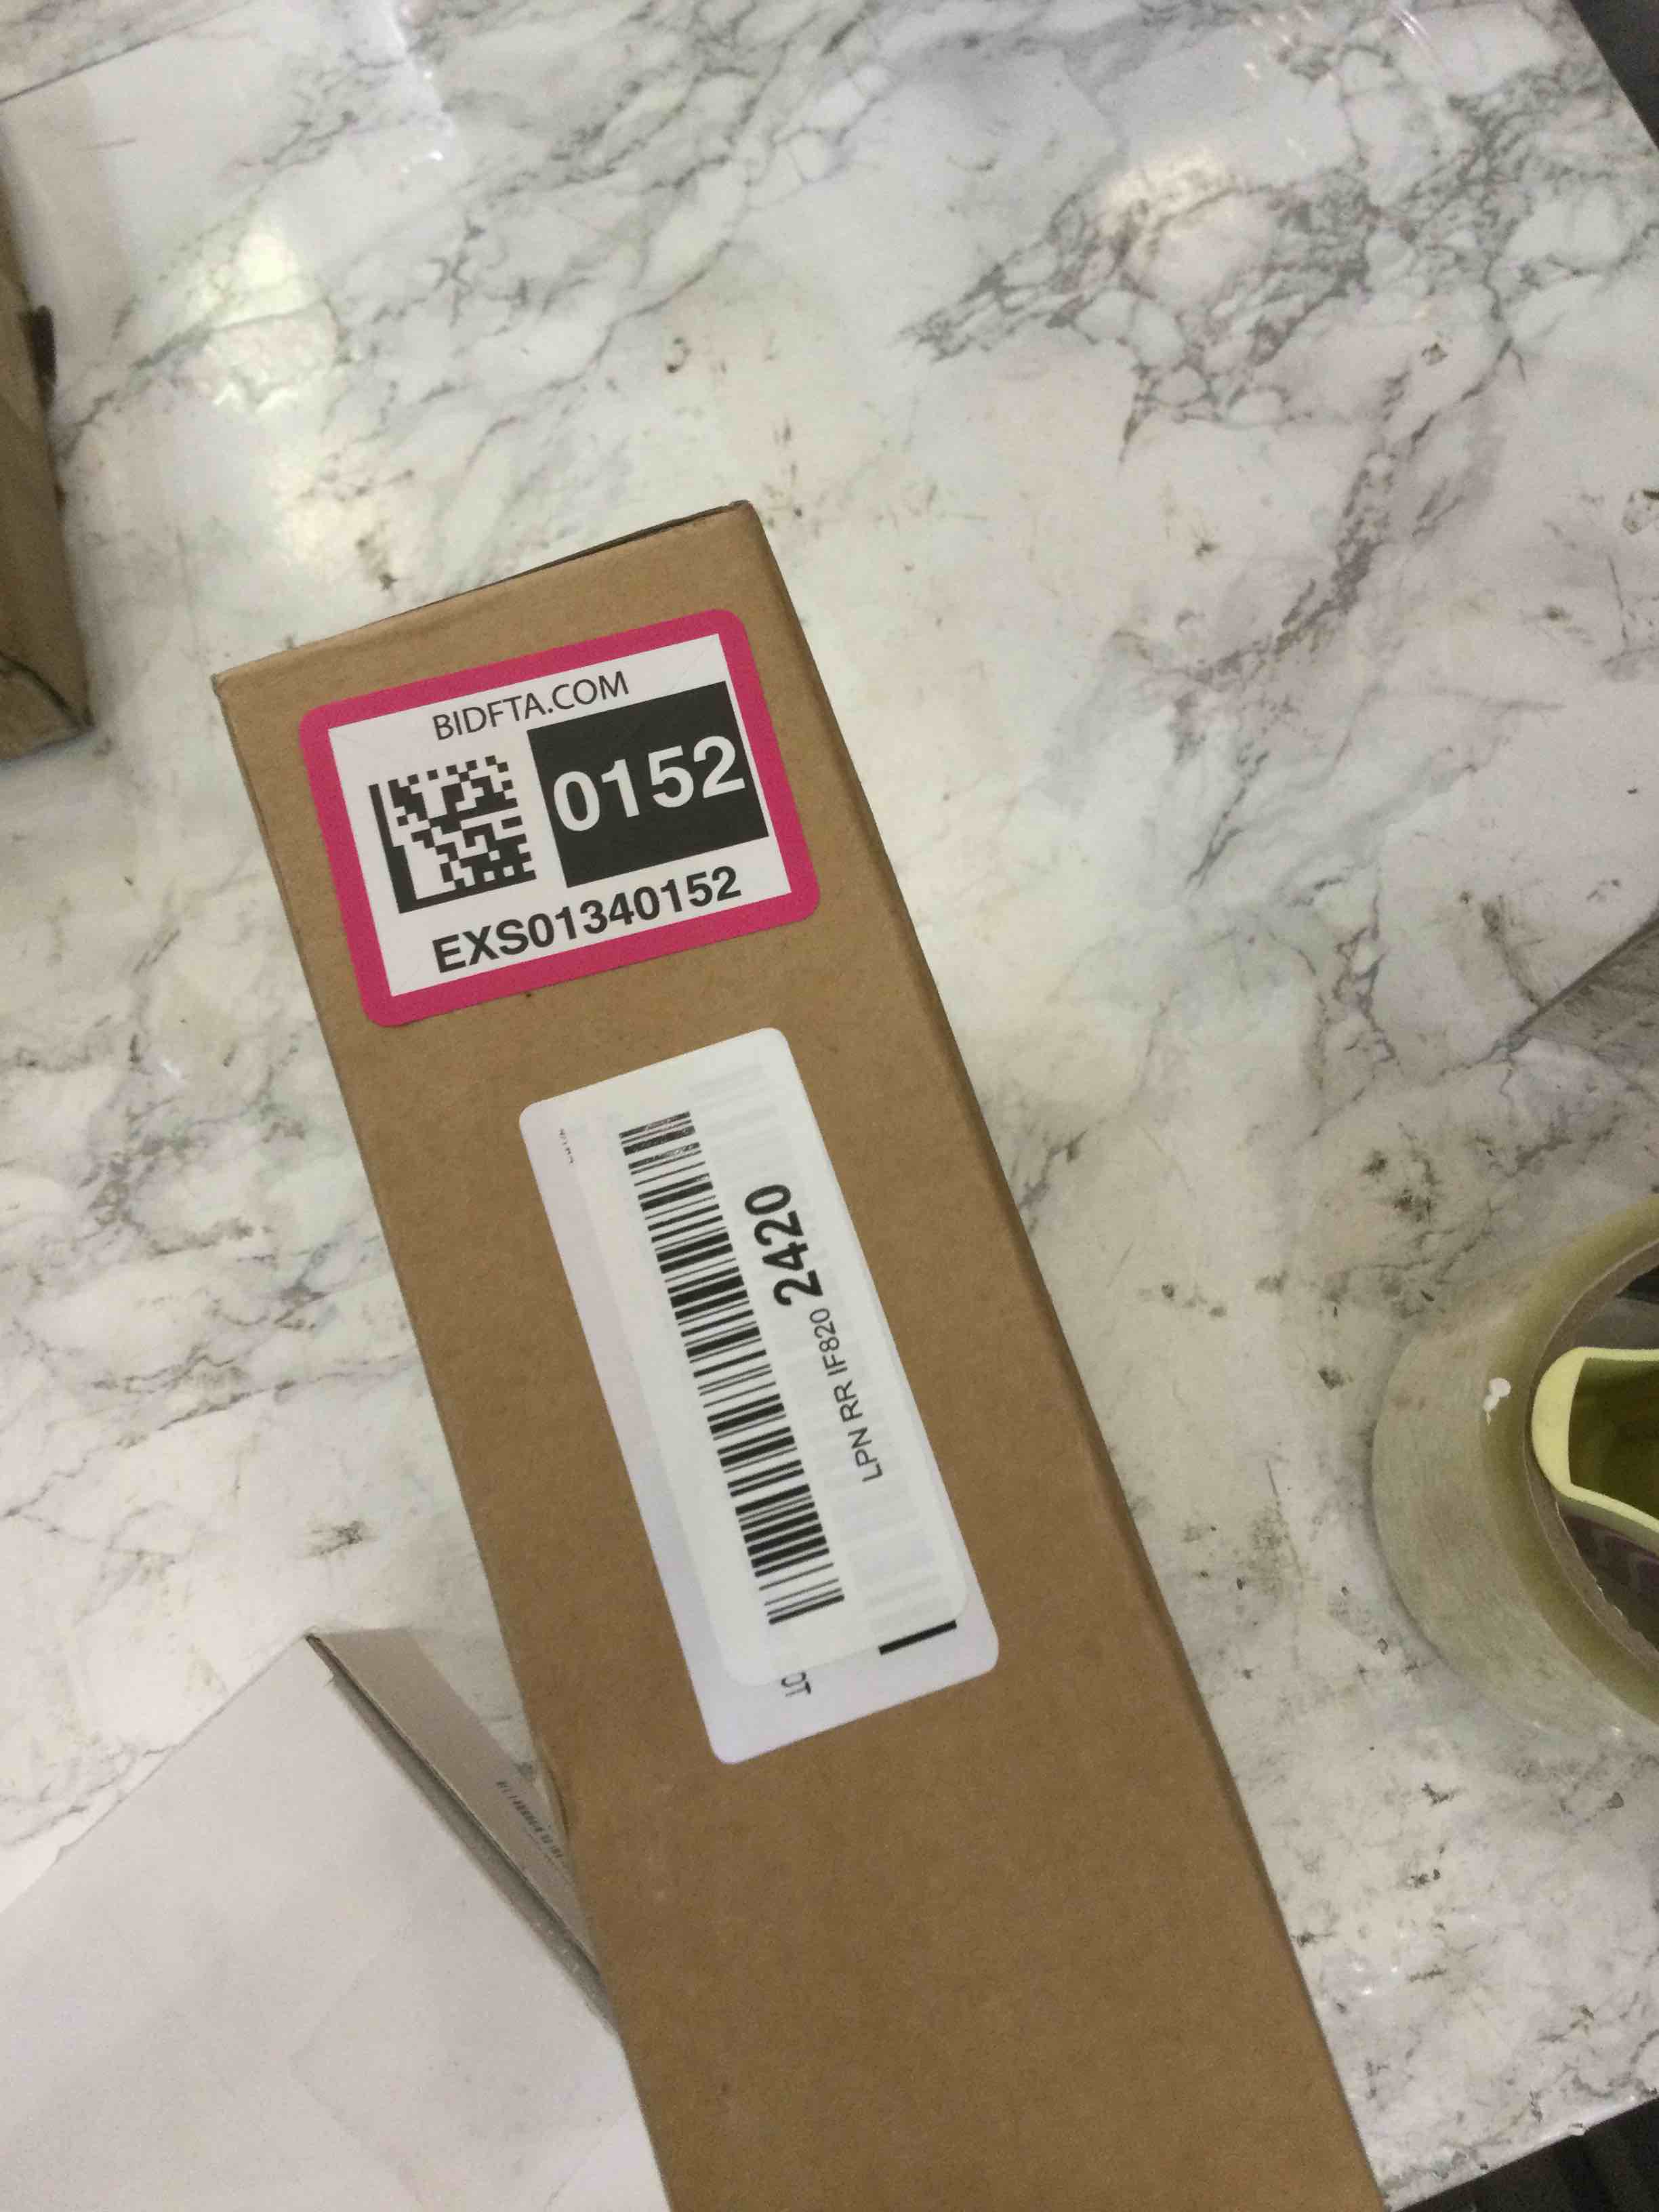 BIDFTA.COM
0152
EXS01340152
LPN RR IF820 2420